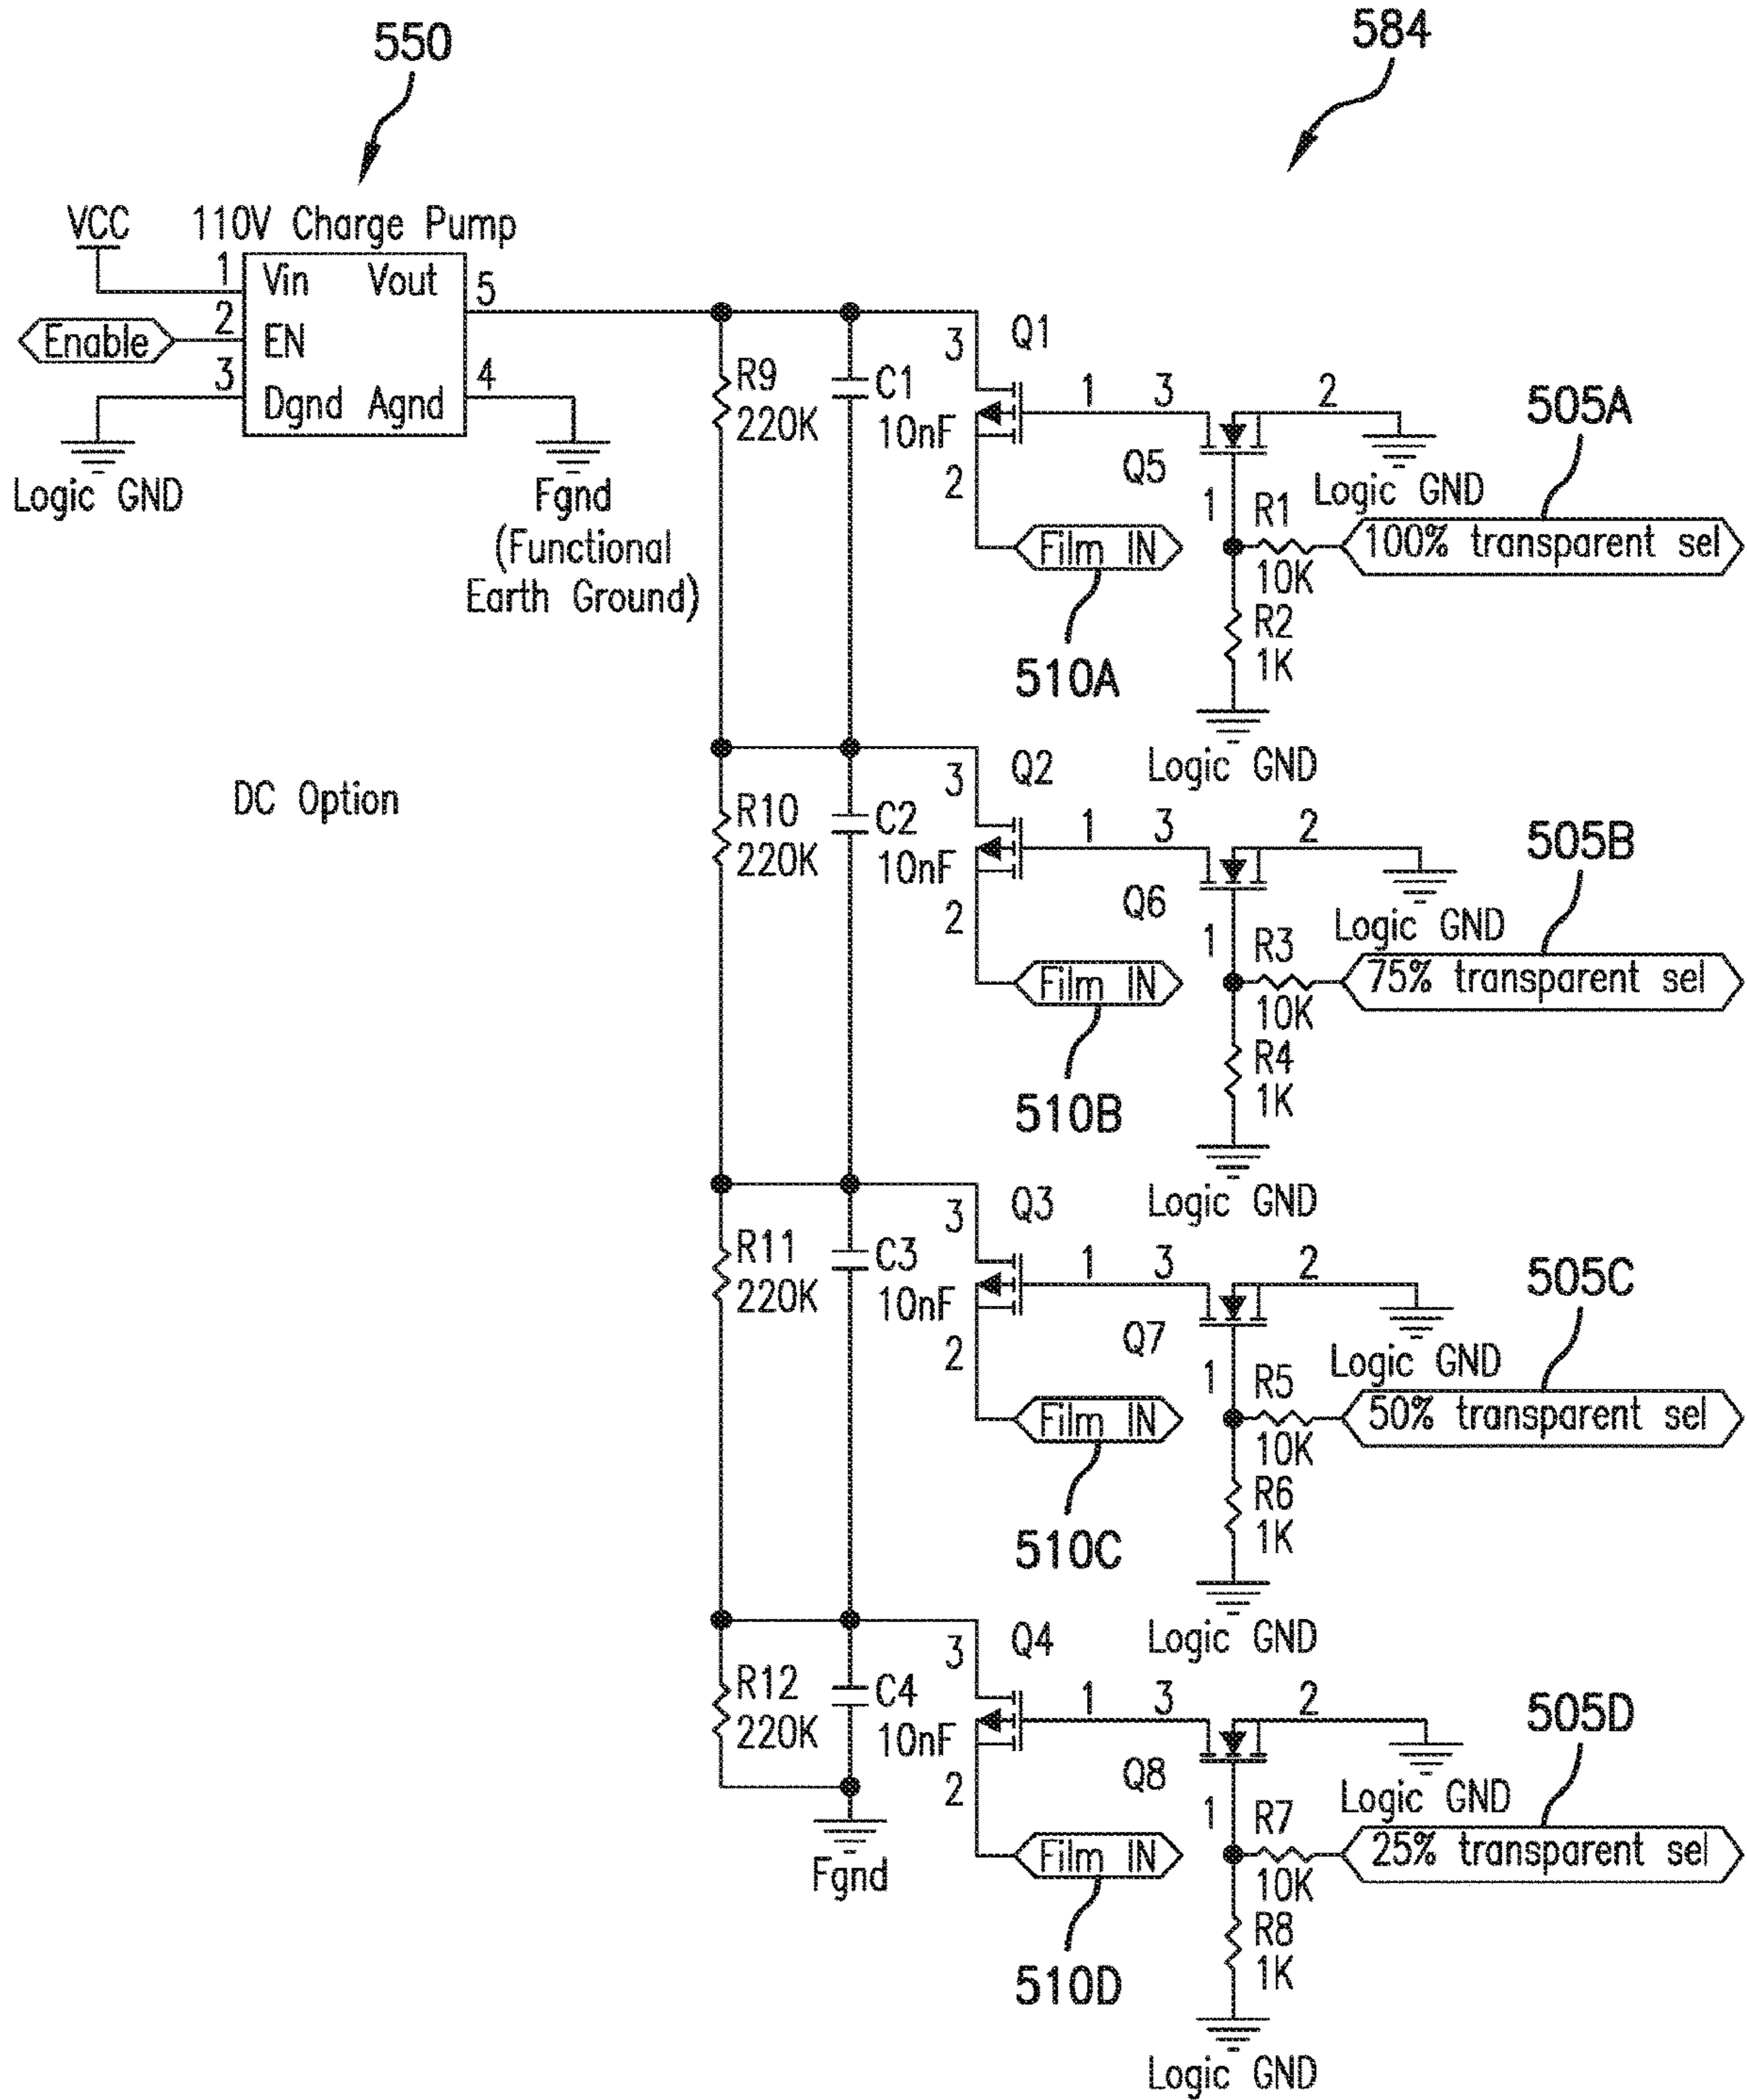 550
584
VCC
110V Charge Pump
1
Vin
Vout
5
2
Enable
EN
3
Dgnd
Agnd
4
Logic GND
Fgnd
(Functional
Earth Ground)
DC Option
R9
220K
C1
10nF
3
Q1
2
1
3
2
Q5
1
Logic GND
505A
R1
10K
100% transparent sel
Film IN
510A
R2
1K
Logic GND
R10
220K
C2
10nF
3
Q2
2
1
3
2
Q6
1
Logic GND
505B
R3
10K
75% transparent sel
Film IN
510B
R4
1K
Logic GND
R11
220K
C3
10nF
3
Q3
2
1
3
2
Q7
1
Logic GND
505C
R5
10K
50% transparent sel
Film IN
510C
R6
1K
Logic GND
R12
220K
C4
10nF
3
Q4
2
1
3
2
Q8
1
Logic GND
505D
R7
10K
25% transparent sel
Fgnd
Film IN
510D
R8
1K
Logic GND